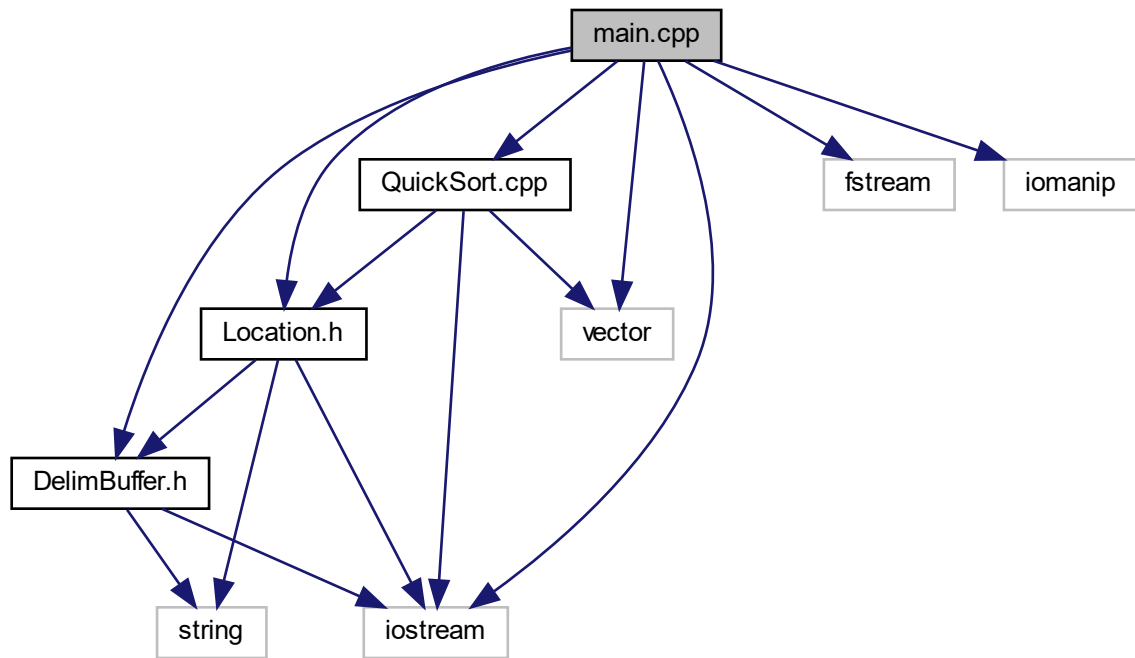 main.cpp
QuickSort.cpp
fstream
iomanip
Location.h
vector
DelimBuffer.h
string
iostream